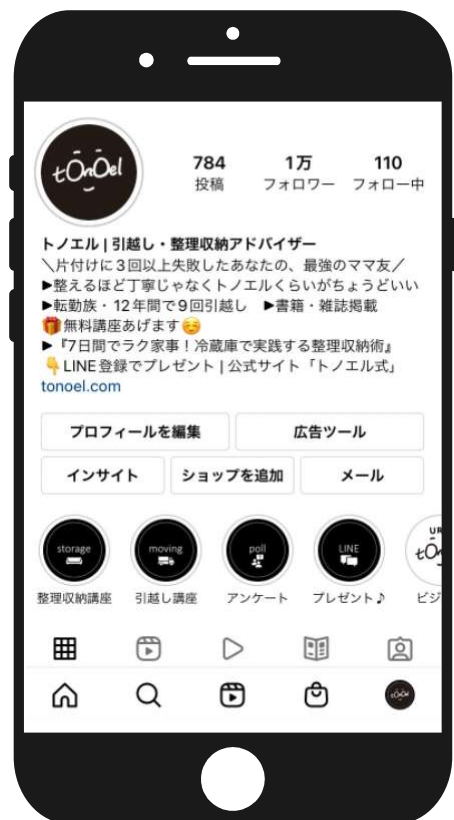 tOnOel
784
投稿
1万
フォロワー
110
フォロー中
トノエル | 引越し・整理収納アドバイザー
＼片付けに３回以上失敗したあなたの、最強のママ友／
▶整えるほど丁寧じゃなくトノエルくらいがちょうどいい
▶転勤族・12年間で9回引越し ▶書籍・雑誌掲載
🎁無料講座あげます☺️
▶『7日間でラク家事！冷蔵庫で実践する整理収納術』
👇LINE登録でプレゼント | 公式サイト「トノエル式」
tonoel.com
プロフィールを編集
広告ツール
インサイト
ショップを追加
メール
storage
moving
poll
LINE
UR
tOn
整理収納講座
引越し講座
アンケート
プレゼント♪
ビジ
tOnOel